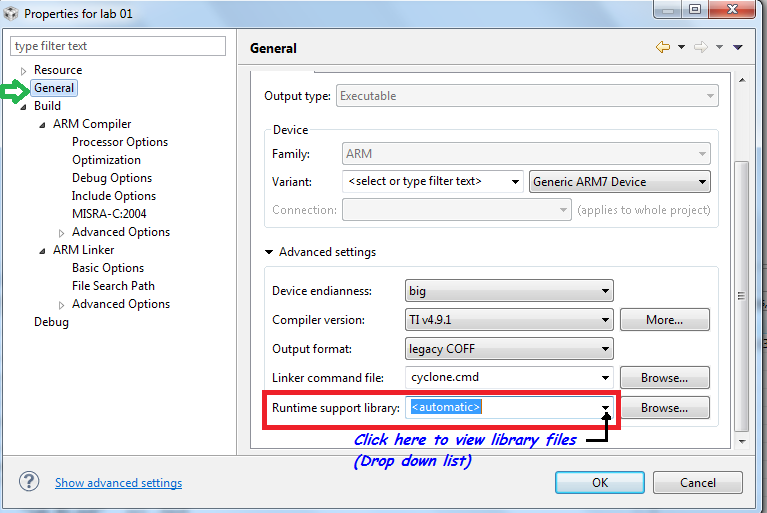 Properties for lab 01
type filter text
General
Resource
General
Build
ARM Compiler
Processor Options
Optimization
Debug Options
Include Options
MISRA-C:2004
Advanced Options
ARM Linker
Basic Options
File Search Path
Advanced Options
Debug
Output type: Executable
Device
Family: ARM
Variant: <select or type filter text> Generic ARM7 Device
Connection: (applies to whole project)
Advanced settings
Device endianness: big
Compiler version: TI v4.9.1 More...
Output format: legacy COFF
Linker command file: cyclone.cmd Browse...
Runtime support library: <automatic> Browse...
Click here to view library files
(Drop down list)
? Show advanced settings OK Cancel